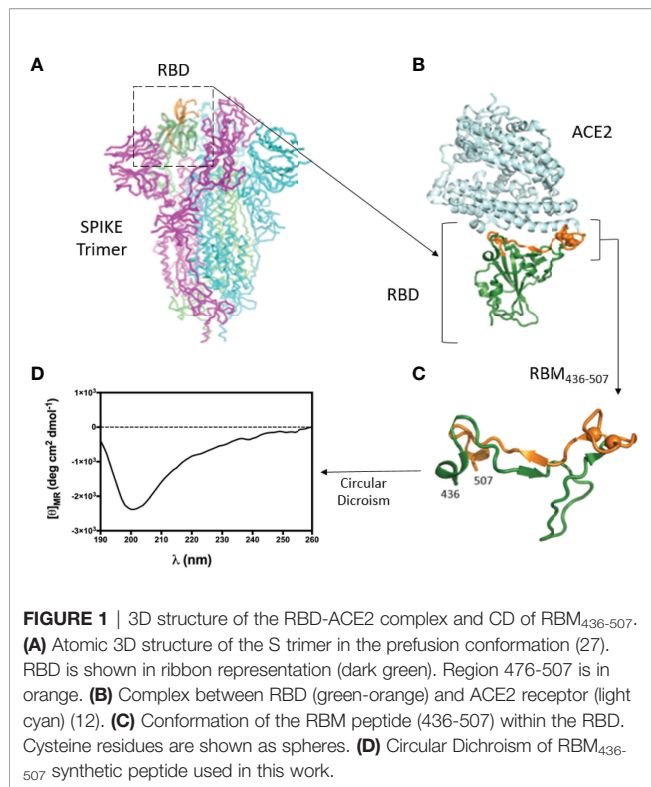 A
RBD
B
ACE2
SPIKE
Trimer
RBD
RBM436-507
D
C
1×10³
0
-1×10³
-2×10³
-3×10³
[θ]MR (deg cm² dmol-¹)
190 200 210 220 230 240 250 260
λ (nm)
Circular
Dicroism
436
507
FIGURE 1 | 3D structure of the RBD-ACE2 complex and CD of RBM436-507.
(A) Atomic 3D structure of the S trimer in the prefusion conformation (27).
RBD is shown in ribbon representation (dark green). Region 476-507 is in
orange. (B) Complex between RBD (green-orange) and ACE2 receptor (light
cyan) (12). (C) Conformation of the RBM peptide (436-507) within the RBD.
Cysteine residues are shown as spheres. (D) Circular Dichroism of RBM436-
507 synthetic peptide used in this work.